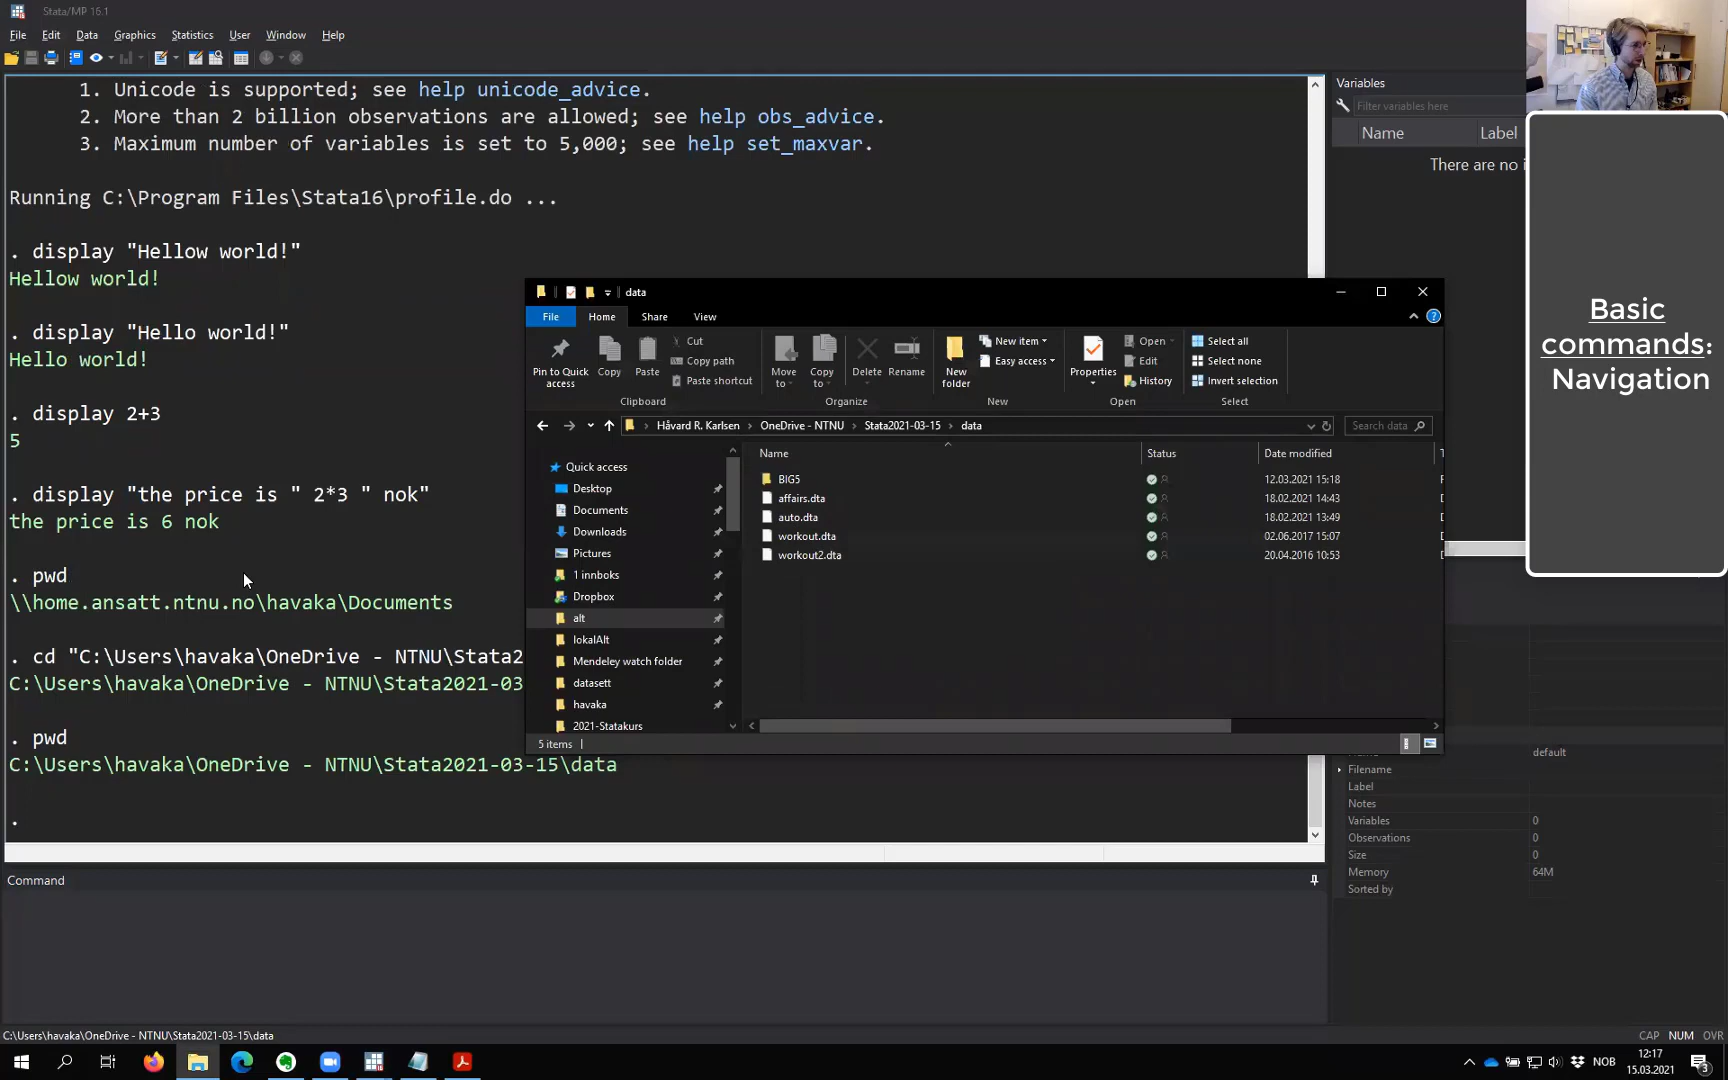 Stata/MP 16.1
File Edit Data Graphics Statistics User Window Help
1. Unicode is supported; see help unicode_advice.
2. More than 2 billion observations are allowed; see help obs_advice.
3. Maximum number of variables is set to 5,000; see help set_maxvar.
Running C:\Program Files\Stata16\profile.do ...
. display "Hellow world!"
Hellow world!
. display "Hello world!"
Hello world!
. display 2+3
5
. display "the price is " 2*3 " nok"
the price is 6 nok
. pwd
\\home.ansatt.ntnu.no\havaka\Documents
. cd "C:\Users\havaka\OneDrive - NTNU\Stata2
C:\Users\havaka\OneDrive - NTNU\Stata2021-03
. pwd
C:\Users\havaka\OneDrive - NTNU\Stata2021-03-15\data
.
Command
data
File Home Share View
Pin to Quick access
Copy
Paste
Cut
Copy path
Paste shortcut
Clipboard
Move to
Copy to
Delete
Rename
Organize
New folder
New item
Easy access
New
Properties
Open
Edit
History
Open
Select all
Select none
Invert selection
Select
Håvard R. Karlsen > OneDrive - NTNU > Stata2021-03-15 > data
Search data
Quick access
Desktop
Documents
Downloads
Pictures
1 innboks
Dropbox
alt
lokalAlt
Mendeley watch folder
datasett
havaka
2021-Statakurs
Name Status Date modified
BIG5 12.03.2021 15:18
affairs.dta 18.02.2021 14:43
auto.dta 18.02.2021 13:49
workout.dta 02.06.2017 15:07
workout2.dta 20.04.2016 10:53
5 items
Variables
Filter variables here
Name Label
There are no i
Basic
commands:
Navigation
default
Filename
Label
Notes
Variables 0
Observations 0
Size 0
Memory 64M
Sorted by
C:\Users\havaka\OneDrive - NTNU\Stata2021-03-15\data
CAP NUM OVR
NOB
12:17
15.03.2021
3